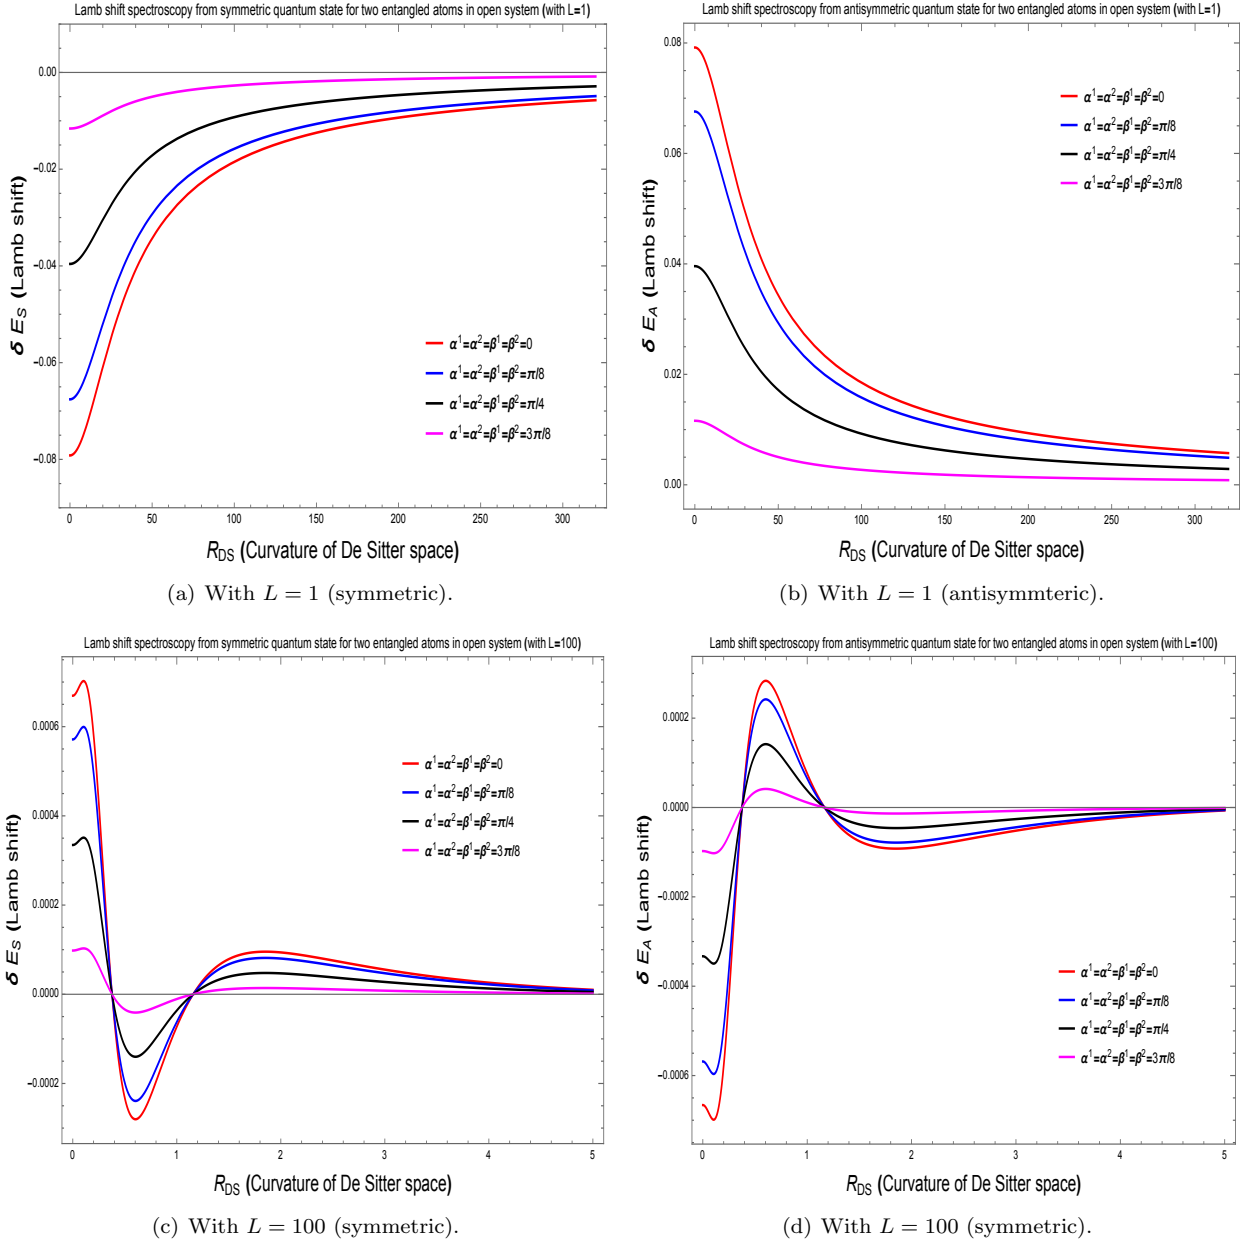 Lamb shift spectroscopy from symmetric quantum state for two entangled atoms in open system (with L=1)
δ E_S (Lamb shift)
0.00
−0.02
−0.04
−0.06
−0.08
α¹=α²=β¹=β²=0
α¹=α²=β¹=β²=π/8
α¹=α²=β¹=β²=π/4
α¹=α²=β¹=β²=3π/8
0 50 100 150 200 250 300
R_DS (Curvature of De Sitter space)
(a) With L = 1 (symmetric).
Lamb shift spectroscopy from antisymmetric quantum state for two entangled atoms in open system (with L=1)
δ E_A (Lamb shift)
0.08
0.06
0.04
0.02
0.00
α¹=α²=β¹=β²=0
α¹=α²=β¹=β²=π/8
α¹=α²=β¹=β²=π/4
α¹=α²=β¹=β²=3π/8
0 50 100 150 200 250 300
R_DS (Curvature of De Sitter space)
(b) With L = 1 (antisymmteric).
Lamb shift spectroscopy from symmetric quantum state for two entangled atoms in open system (with L=100)
δ E_S (Lamb shift)
0.0006
0.0004
0.0002
0.0000
−0.0002
α¹=α²=β¹=β²=0
α¹=α²=β¹=β²=π/8
α¹=α²=β¹=β²=π/4
α¹=α²=β¹=β²=3π/8
0 1 2 3 4 5
R_DS (Curvature of De Sitter space)
(c) With L = 100 (symmetric).
Lamb shift spectroscopy from antisymmetric quantum state for two entangled atoms in open system (with L=100)
δ E_A (Lamb shift)
0.0002
0.0000
−0.0002
−0.0004
−0.0006
α¹=α²=β¹=β²=0
α¹=α²=β¹=β²=π/8
α¹=α²=β¹=β²=π/4
α¹=α²=β¹=β²=3π/8
0 1 2 3 4 5
R_DS (Curvature of De Sitter space)
(d) With L = 100 (symmetric).